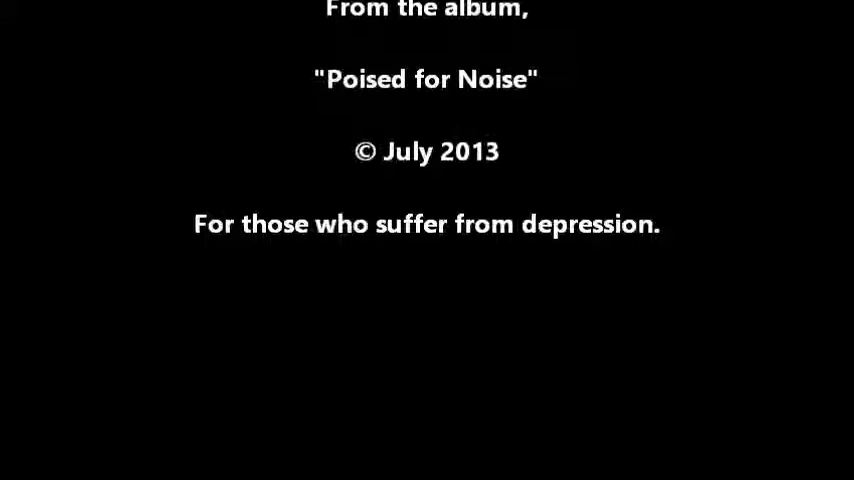 From the album,
"Poised for Noise"
© July 2013
For those who suffer from depression.